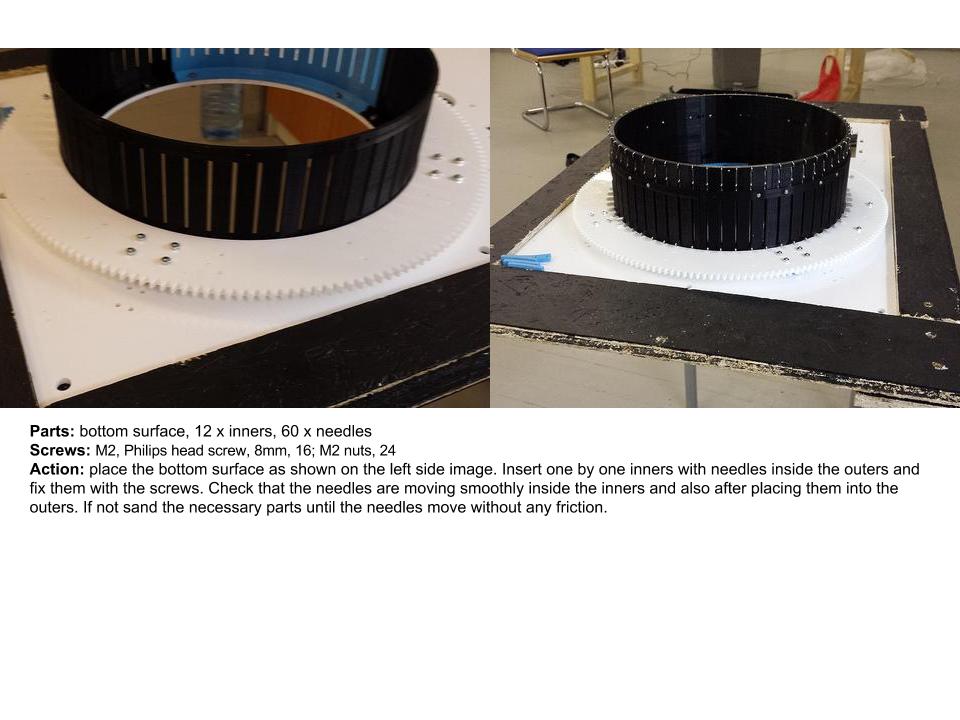 Parts: bottom surface, 12 x inners, 60 x needles
Screws: M2, Philips head screw, 8mm, 16; M2 nuts, 24
Action: place the bottom surface as shown on the left side image. Insert one by one inners with needles inside the outers and
fix them with the screws. Check that the needles are moving smoothly inside the inners and also after placing them into the
outers. If not sand the necessary parts until the needles move without any friction.